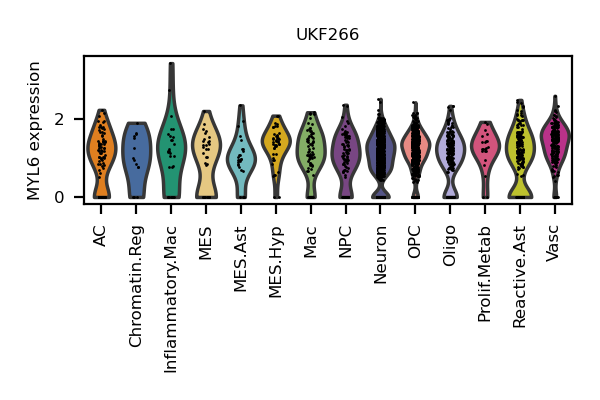 UKF266
MYL6 expression
2
0
AC
Chromatin.Reg
Inflammatory.Mac
MES
MES.Ast
MES.Hyp
Mac
NPC
Neuron
OPC
Oligo
Prolif.Metab
Reactive.Ast
Vasc